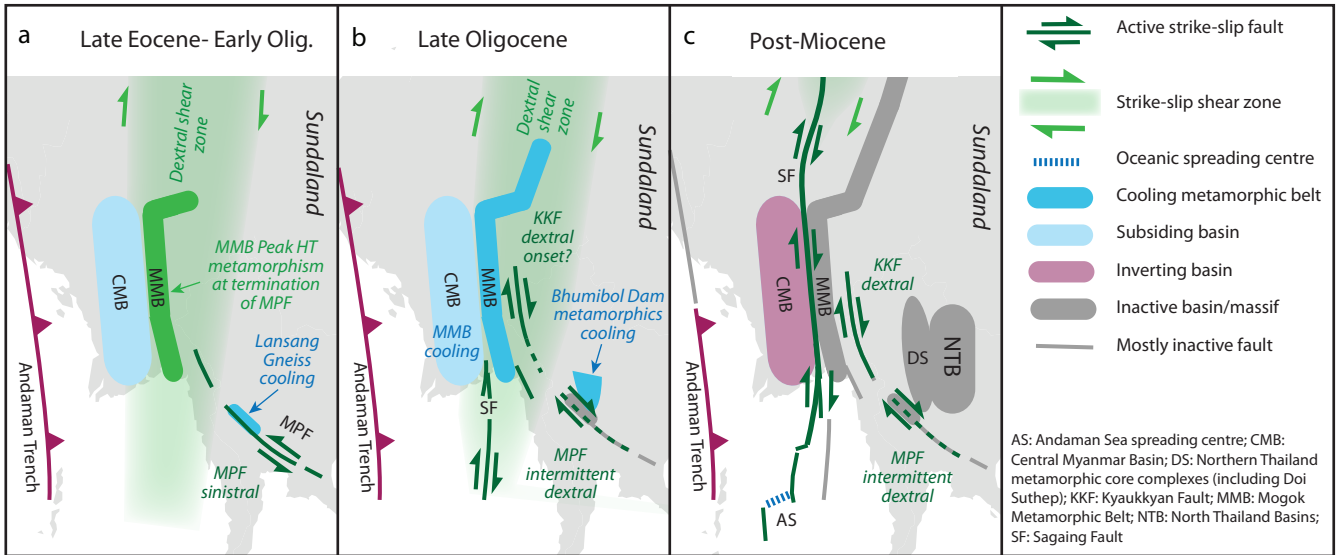 a
Late Eocene- Early Olig.
Dextral shear
zone
Sundaland
CMB
MMB
MMB Peak HT
metamorphism
at termination
of MPF
Lansang
Gneiss
cooling
MPF
MPF
sinistral
Andaman Trench
b
Late Oligocene
Dextral
shear
zone
Sundaland
KKF
dextral
onset?
CMB
MMB
MMB
cooling
Bhumibol Dam
metamorphics
cooling
SF
MPF
intermittent
dextral
Andaman Trench
c
Post-Miocene
SF
Sundaland
KKF
dextral
CMB
MMB
DS
NTB
MPF
intermittent
dextral
AS
Andaman Trench
Active strike-slip fault
Strike-slip shear zone
Oceanic spreading centre
Cooling metamorphic belt
Subsiding basin
Inverting basin
Inactive basin/massif
Mostly inactive fault
AS: Andaman Sea spreading centre; CMB:
Central Myanmar Basin; DS: Northern Thailand
metamorphic core complexes (including Doi
Suthep); KKF: Kyaukkyan Fault; MMB: Mogok
Metamorphic Belt; NTB: North Thailand Basins;
SF: Sagaing Fault